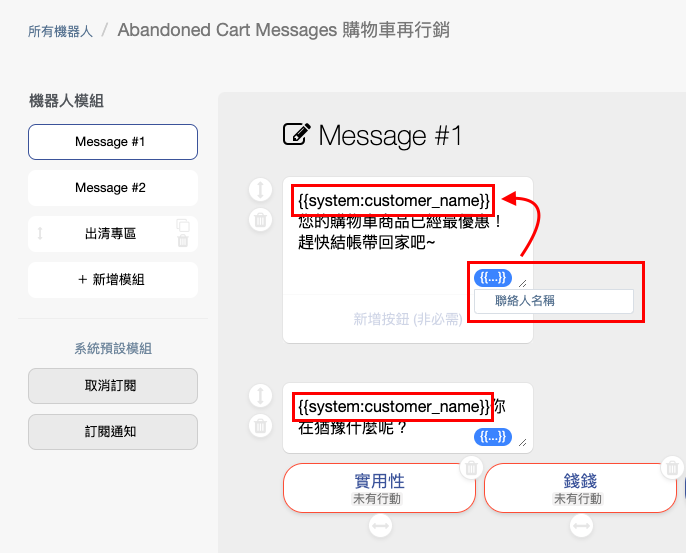 所有機器人 / Abandoned Cart Messages 購物車再行銷
機器人模組
Message #1
Message #2
出清專區
+ 新增模組
系統預設模組
取消訂閱
訂閱通知
Message #1
{{system:customer_name}}
您的購物車商品已經最優惠！
趕快結帳帶回家吧~
{{...}}
聯絡人名稱
新增按鈕 (非必需)
{{system:customer_name}}你
在猶豫什麼呢？
{{...}}
實用性
未有行動
錢錢
未有行動